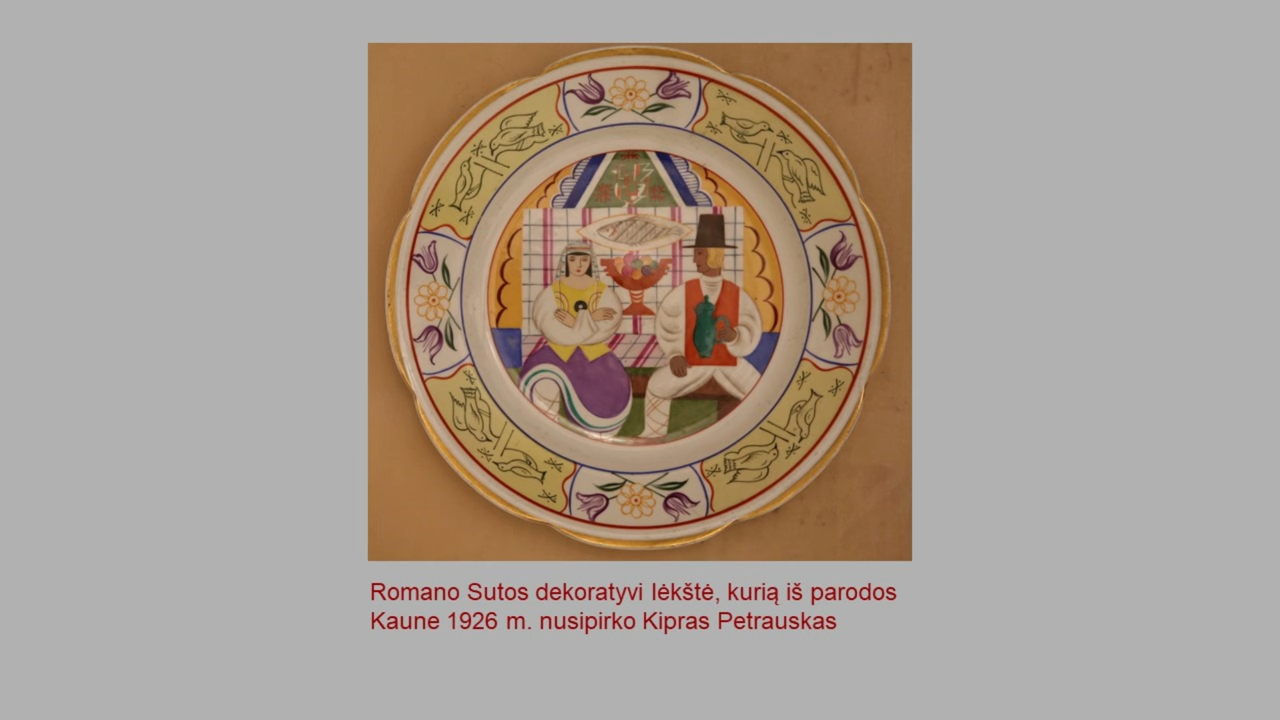 Romano Sutos dekoratyvi lėkštė, kurią iš parodos
Kaune 1926 m. nusipirko Kipras Petrauskas